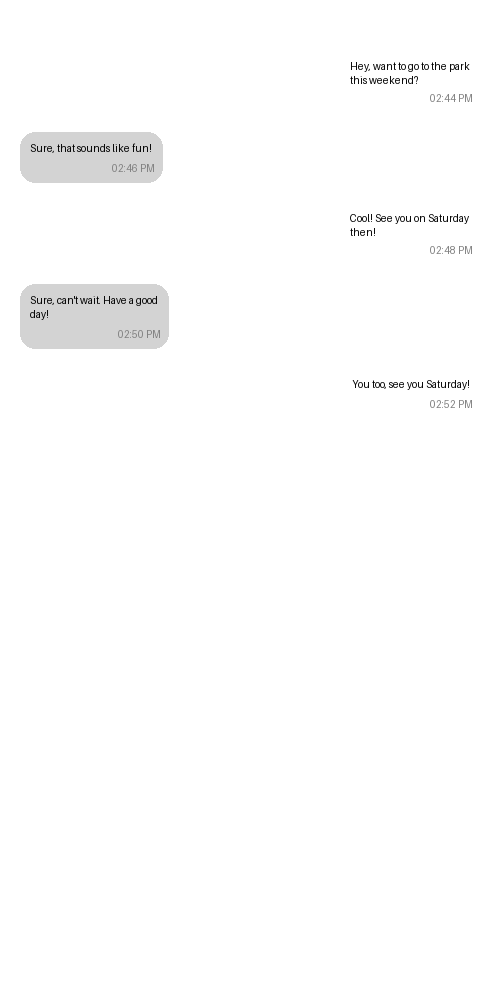 Hey, want to go to the park
this weekend?
02:44 PM
Sure, that sounds like fun!
02:46 PM
Cool! See you on Saturday
then!
02:48 PM
Sure, can't wait. Have a good
day!
02:50 PM
You too, see you Saturday!
02:52 PM